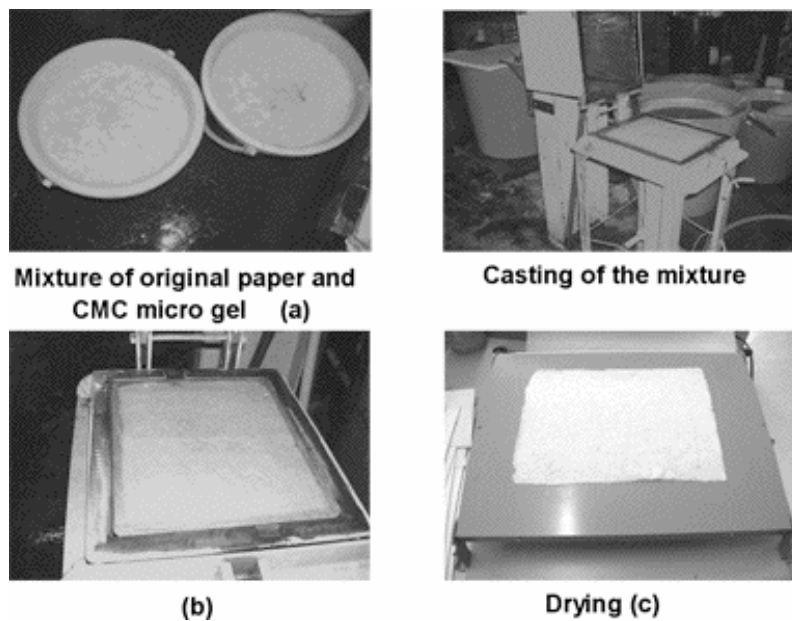 Mixture of original paper and
CMC micro gel (a)
Casting of the mixture
(b)
Drying (c)